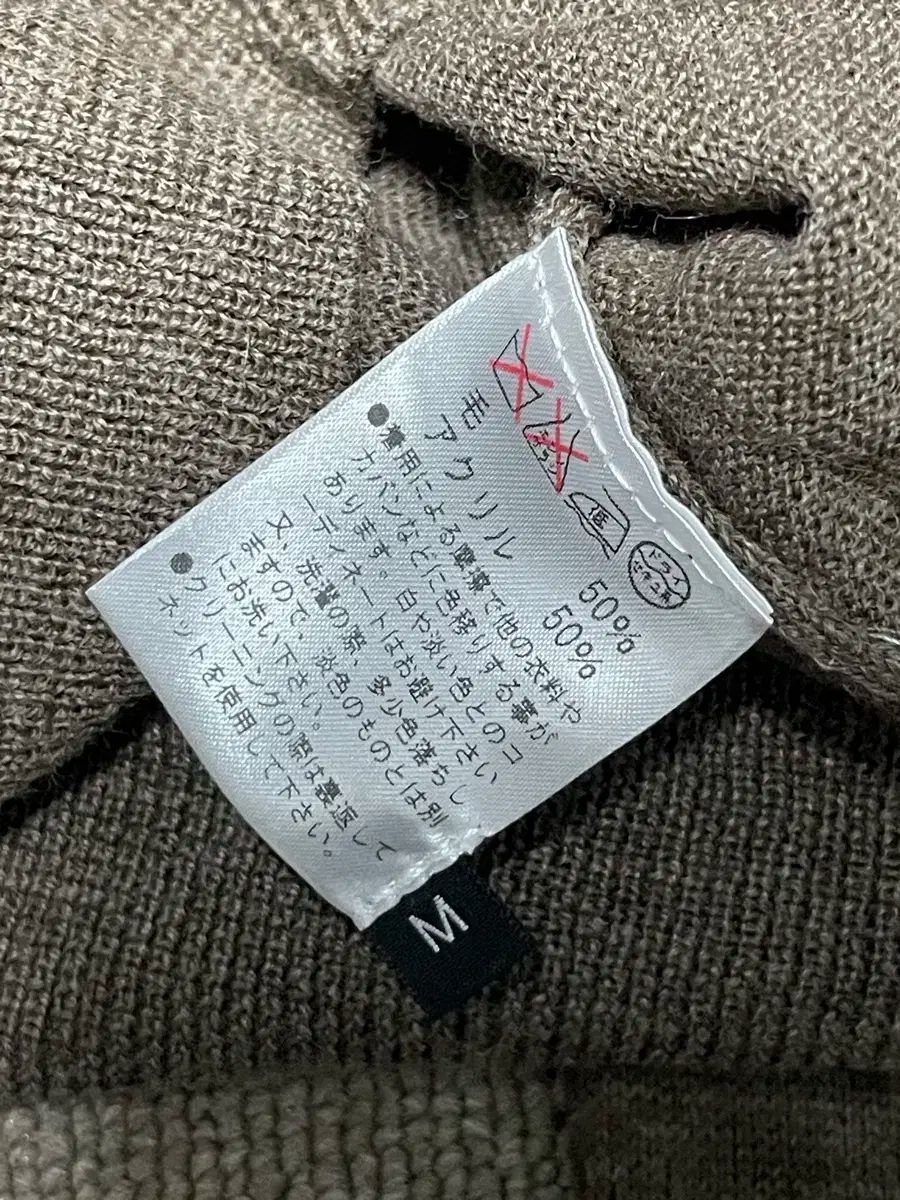 低
ドライ
セキユ系
毛 50%
アクリル 50%
●着用による摩擦で他の衣料や
カバンなどに色移りする事が
あります。白や淡い色とのコ
ーディネートはお避け下さい
又、洗濯の際、多少色落ちし
ますので、淡色のものとは別
にお洗い下さい。
●クリーニングの際は裏返して
ネットを使用して下さい。
M